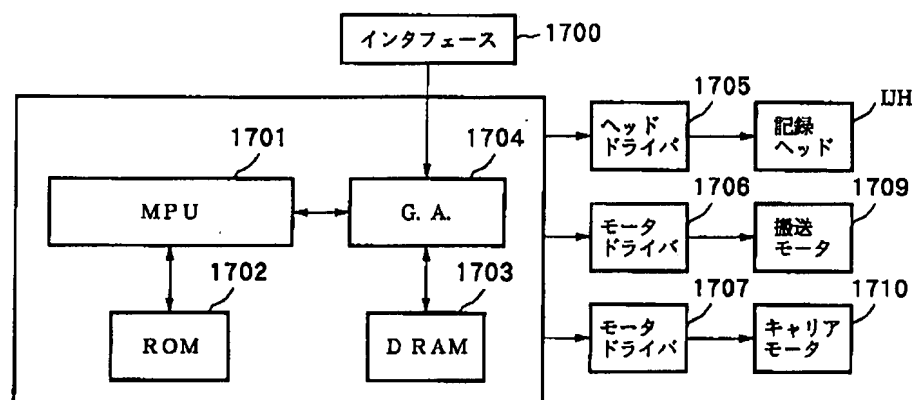 インタフェース
1700
1701
1704
MPU
G. A.
1702
1703
ROM
DRAM
1705
IJH
ヘッド
ドライバ
記録
ヘッド
1706
1709
モータ
ドライバ
搬送
モータ
1707
1710
モータ
ドライバ
キャリア
モータ